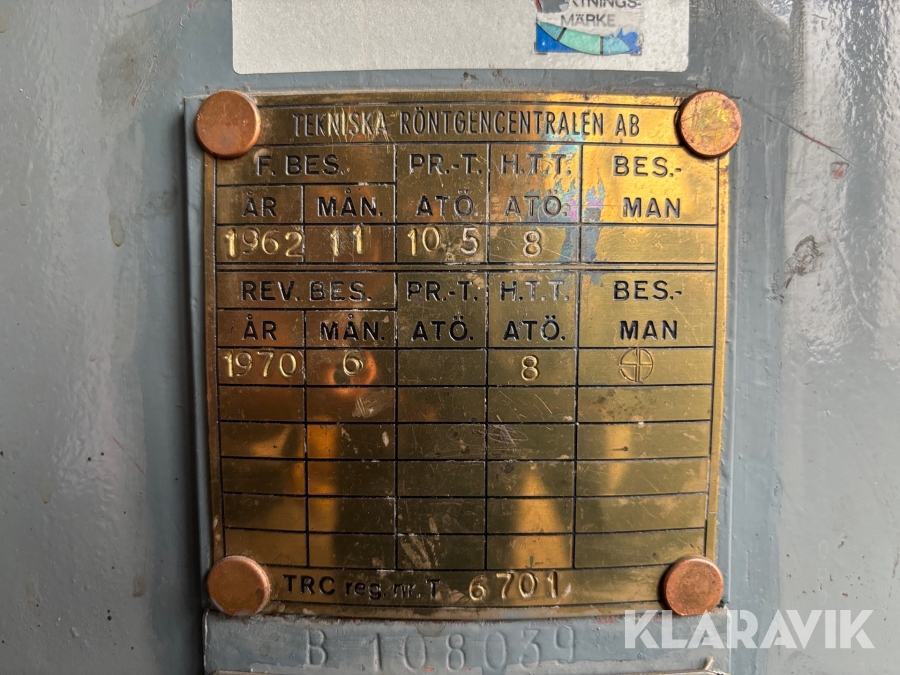 MÄRKE
TEKNISKA RÖNTGENCENTRALEN AB
F. BES. PR.-T. H.T.T. BES.-
ÅR MÅN. ATÖ. ATÖ. MAN
1962 11 10.5 8
REV. BES. PR.-T. H.T.T. BES.-
ÅR MÅN. ATÖ. ATÖ. MAN
1970 6 8
TRC reg. nr. T 6701
B 108039
KLARAVIK